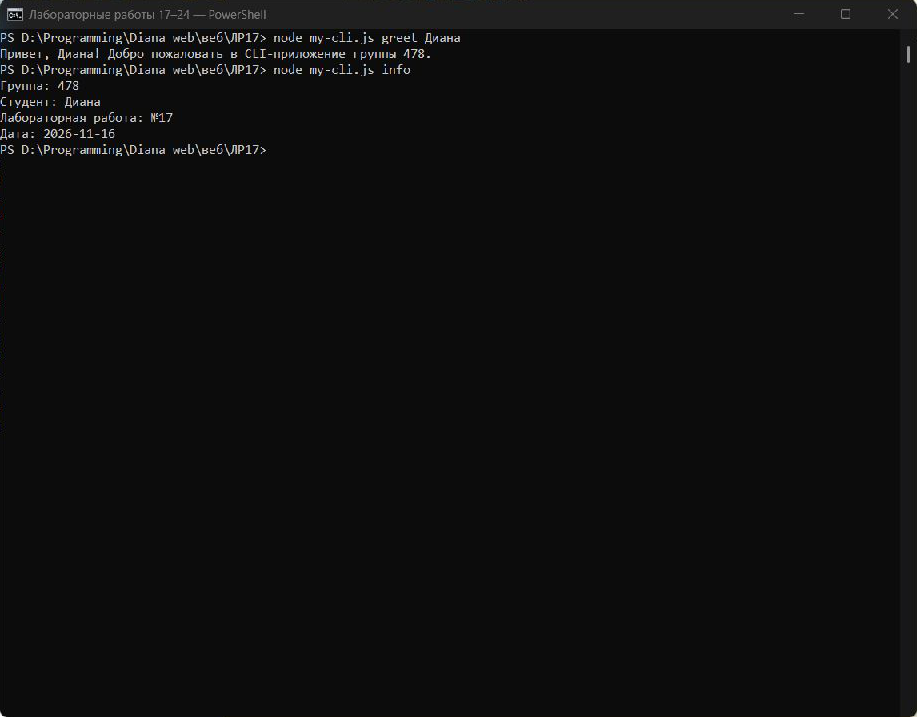 Лабораторные работы 17–24 — PowerShell
PS D:\Programming\Diana web\веб\ЛР17> node my-cli.js greet Диана
Привет, Диана! Добро пожаловать в CLI-приложение группы 478.
PS D:\Programming\Diana web\веб\ЛР17> node my-cli.js info
Группа: 478
Студент: Диана
Лабораторная работа: №17
Дата: 2026-11-16
PS D:\Programming\Diana web\веб\ЛР17>